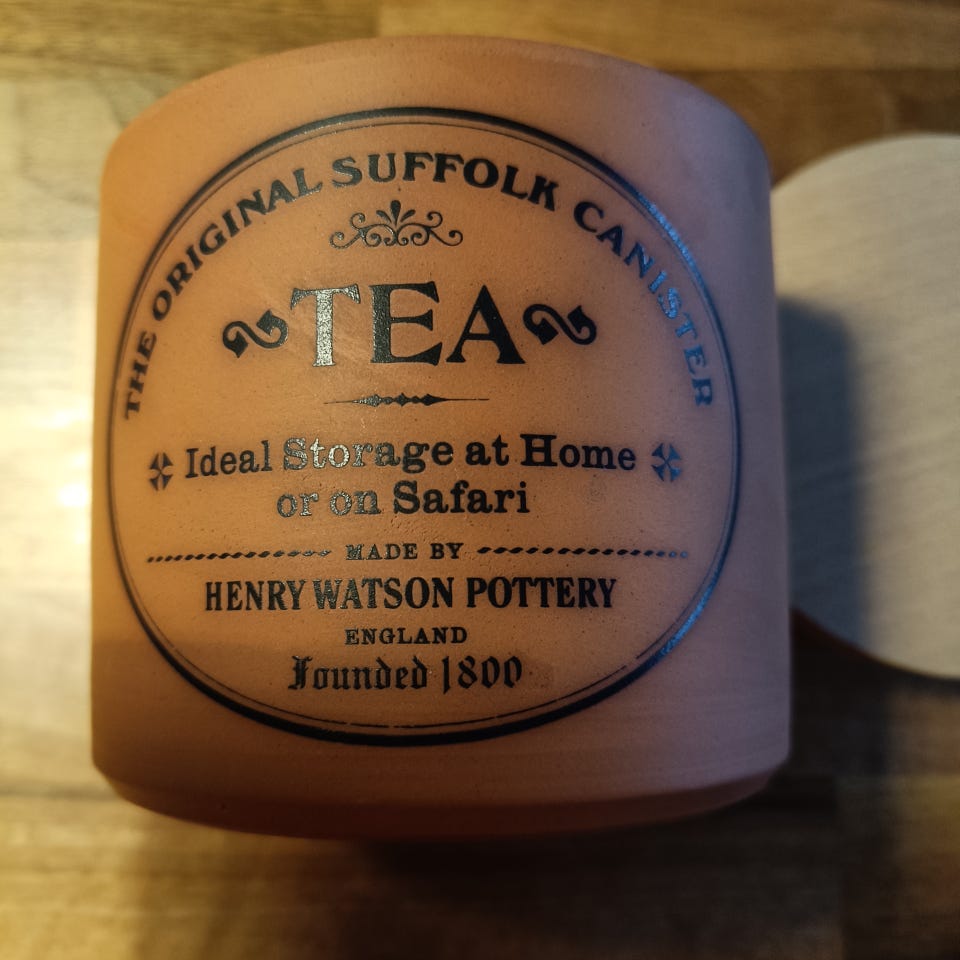 THE ORIGINAL SUFFOLK CANISTER
TEA
Ideal Storage at Home
or on Safari
MADE BY
HENRY WATSON POTTERY
ENGLAND
Founded 1800